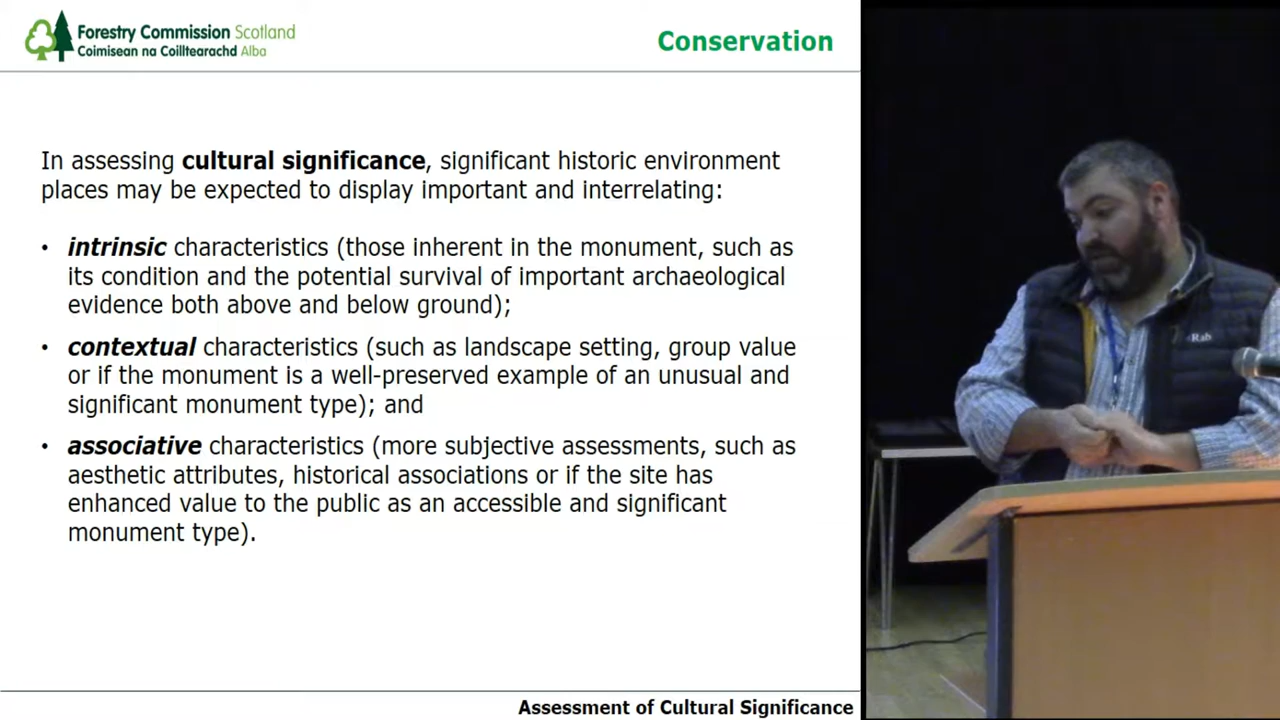 Forestry Commission Scotland
Coimisean na Coilltearachd Alba
Conservation
In assessing cultural significance, significant historic environment
places may be expected to display important and interrelating:
• intrinsic characteristics (those inherent in the monument, such as
its condition and the potential survival of important archaeological
evidence both above and below ground);
• contextual characteristics (such as landscape setting, group value
or if the monument is a well-preserved example of an unusual and
significant monument type); and
• associative characteristics (more subjective assessments, such as
aesthetic attributes, historical associations or if the site has
enhanced value to the public as an accessible and significant
monument type).
Assessment of Cultural Significance
Rab